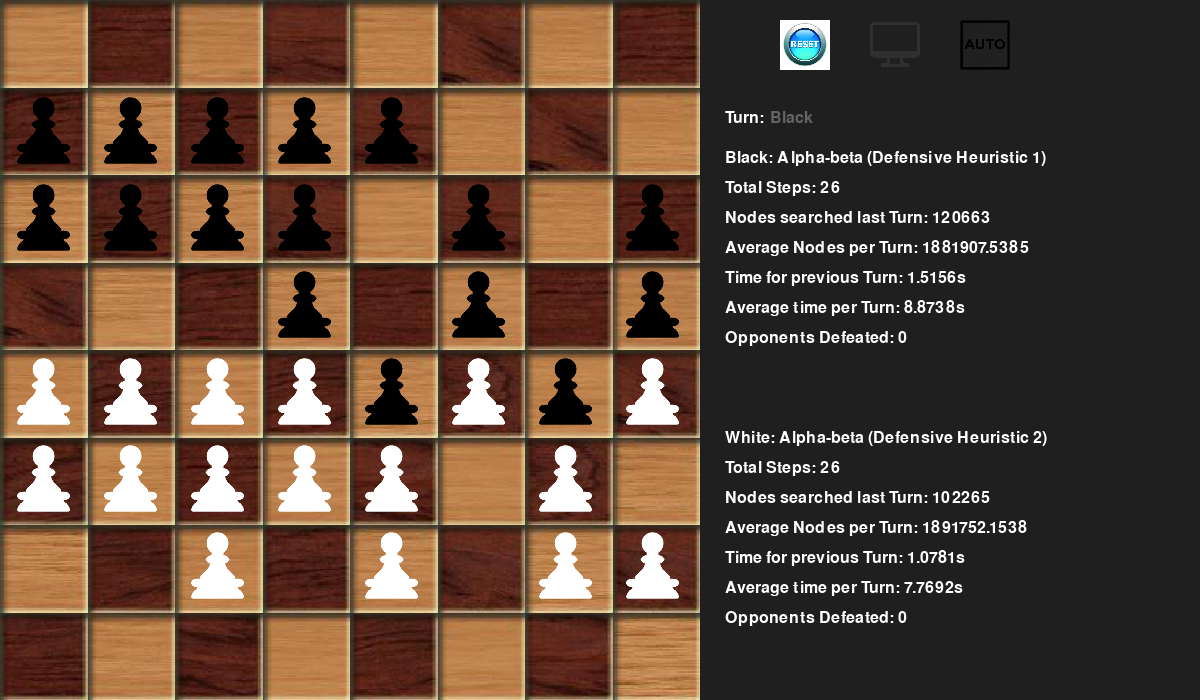 RESET
AUTO
Turn: Black
Black: Alpha-beta (Defensive Heuristic 1)
Total Steps: 26
Nodes searched last Turn: 120663
Average Nodes per Turn: 1881907.5385
Time for previous Turn: 1.5156s
Average time per Turn: 8.8738s
Opponents Defeated: 0
White: Alpha-beta (Defensive Heuristic 2)
Total Steps: 26
Nodes searched last Turn: 102265
Average Nodes per Turn: 1891752.1538
Time for previous Turn: 1.0781s
Average time per Turn: 7.7692s
Opponents Defeated: 0